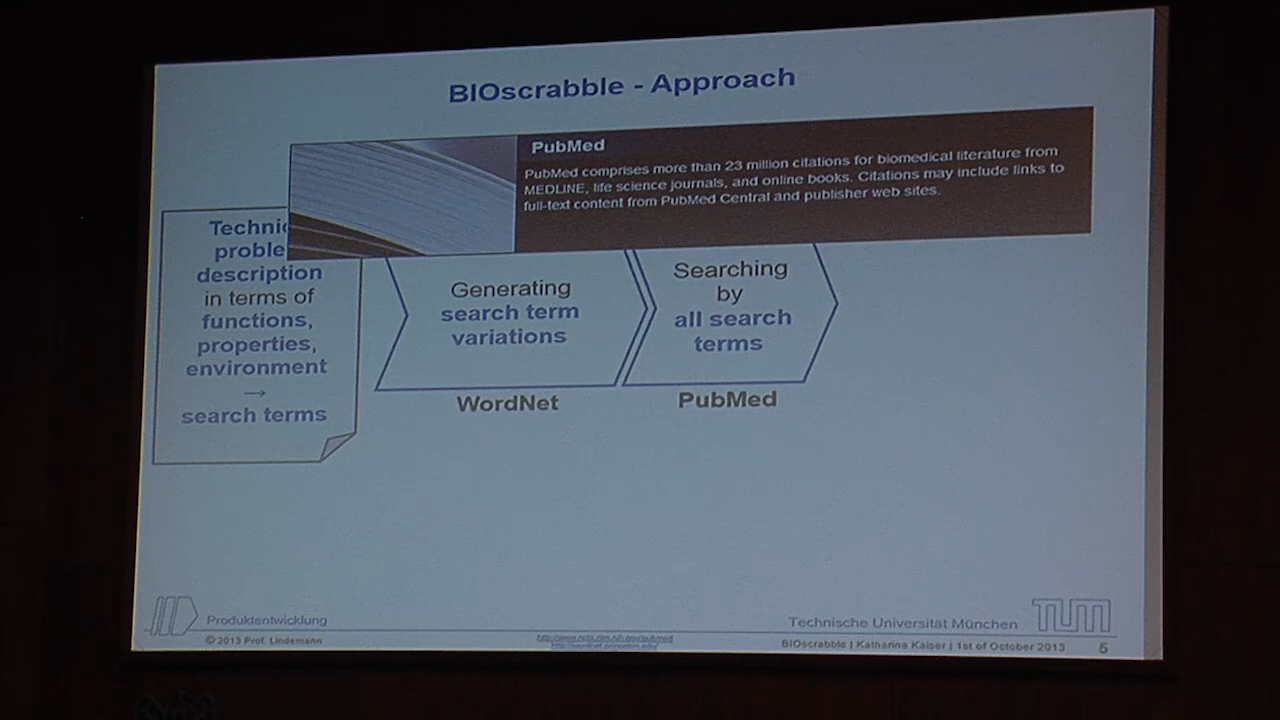 BIOscrabble - Approach
PubMed
PubMed comprises more than 23 million citations for biomedical literature from
MEDLINE, life science journals, and online books. Citations may include links to
full-text content from PubMed Central and publisher web sites.
Technic
proble
description
in terms of
functions,
properties,
environment
→
search terms
Generating
search term
variations
WordNet
Searching
by
all search
terms
PubMed
Produktentwicklung
© 2013 Prof. Lindemann
Technische Universität München
TUM
BIOscrabble | Katharina Kaiser | 1st of October 2013
5